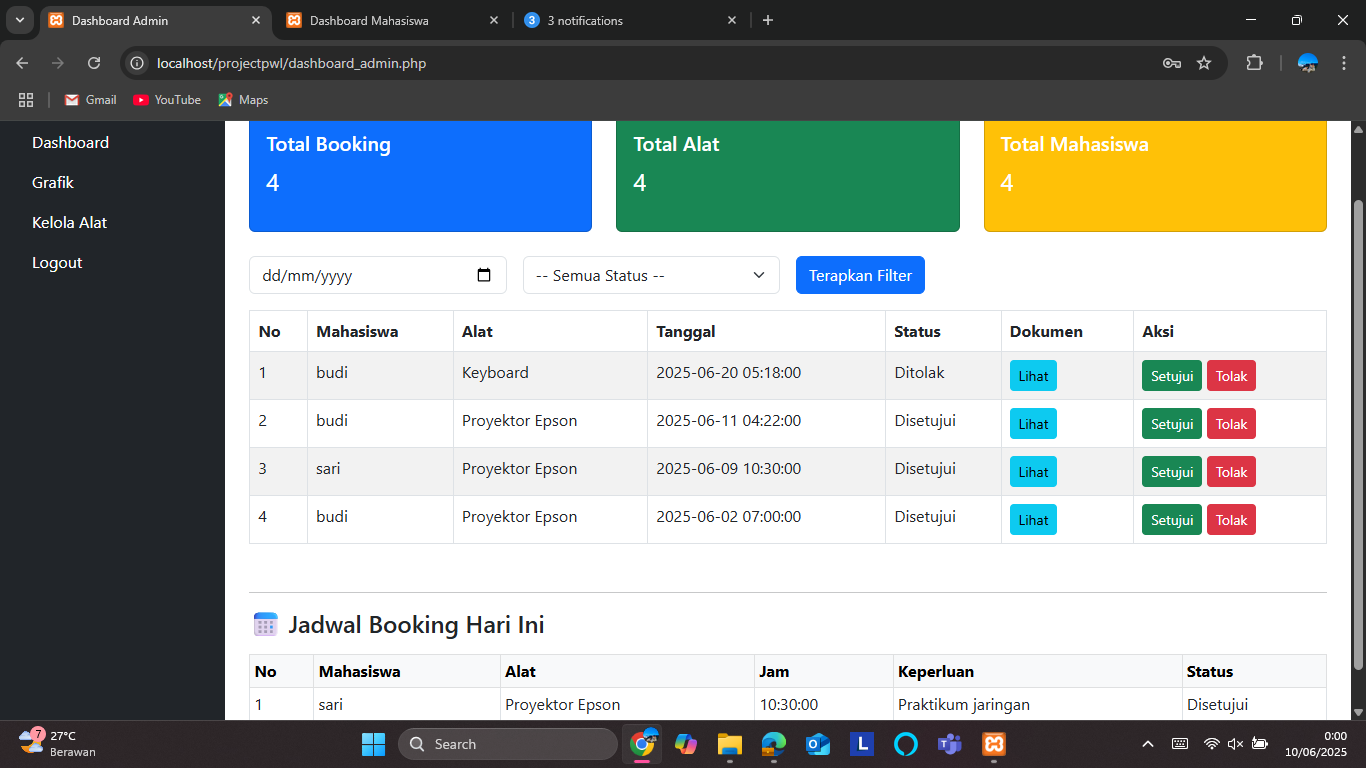 Dashboard Admin
Dashboard Mahasiswa
3 3 notifications
localhost/projectpwl/dashboard_admin.php
Gmail YouTube Maps
Dashboard
Grafik
Kelola Alat
Logout
Total Booking
4
Total Alat
4
Total Mahasiswa
4
dd/mm/yyyy
-- Semua Status --
Terapkan Filter
No Mahasiswa Alat Tanggal Status Dokumen Aksi
1 budi Keyboard 2025-06-20 05:18:00 Ditolak Lihat Setujui Tolak
2 budi Proyektor Epson 2025-06-11 04:22:00 Disetujui Lihat Setujui Tolak
3 sari Proyektor Epson 2025-06-09 10:30:00 Disetujui Lihat Setujui Tolak
4 budi Proyektor Epson 2025-06-02 07:00:00 Disetujui Lihat Setujui Tolak
Jadwal Booking Hari Ini
No Mahasiswa Alat Jam Keperluan Status
1 sari Proyektor Epson 10:30:00 Praktikum jaringan Disetujui
7
27°C
Berawan
Search
L
0:00
10/06/2025